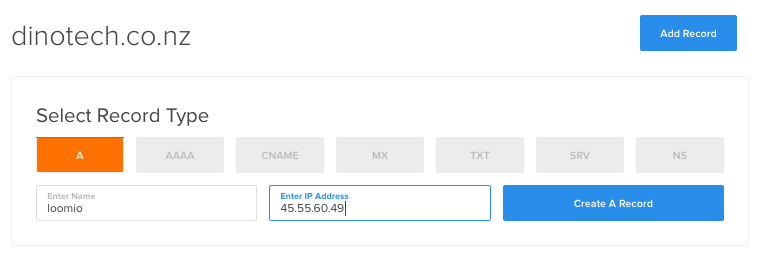 dinotech.co.nz
Add Record
Select Record Type
A AAAA CNAME MX TXT SRV NS
Enter Name
loomio
Enter IP Address
45.55.60.49
Create A Record